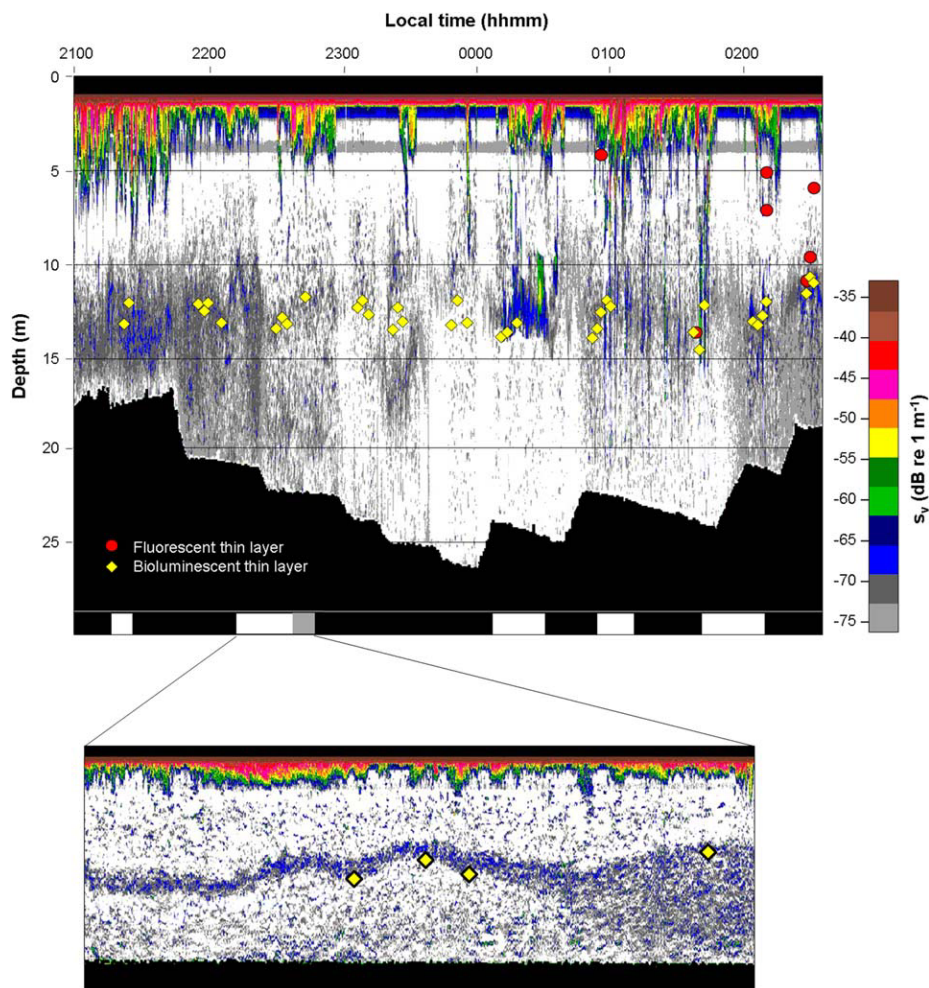 Local time (hhmm)
2100 2200 2300 0000 0100 0200
0
5
10
15
20
25
Depth (m)
Fluorescent thin layer
Bioluminescent thin layer
-35
-40
-45
-50
-55
-60
-65
-70
-75
sv (dB re 1 m-1)